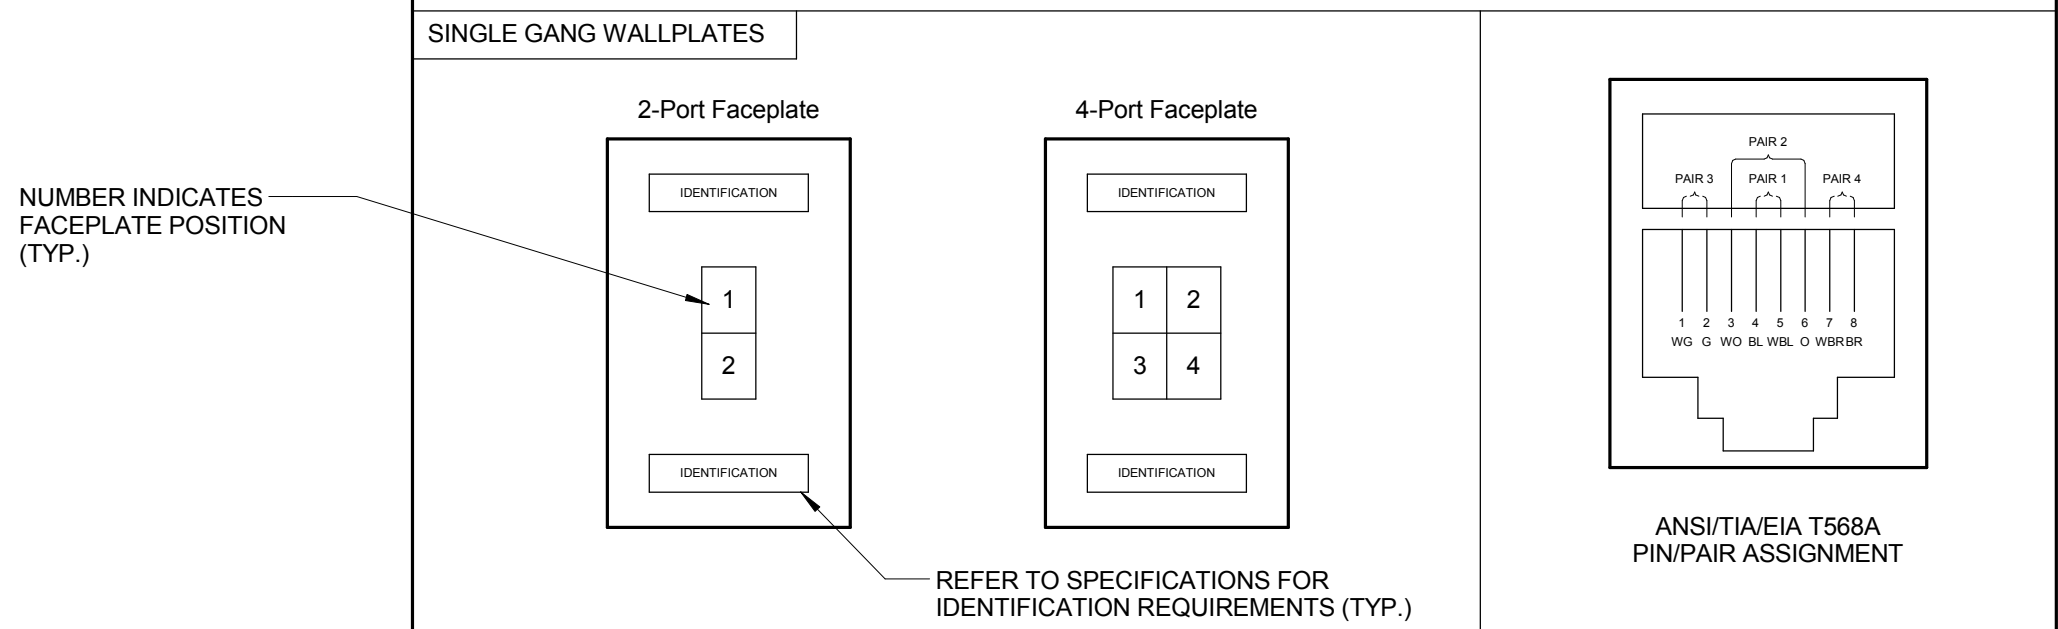 SINGLE GANG WALLPLATES
2-Port Faceplate
4-Port Faceplate
NUMBER INDICATES
FACEPLATE POSITION
(TYP.)
IDENTIFICATION
1
2
IDENTIFICATION
IDENTIFICATION
1 2
3 4
IDENTIFICATION
REFER TO SPECIFICATIONS FOR
IDENTIFICATION REQUIREMENTS (TYP.)
PAIR 2
PAIR 3 PAIR 1 PAIR 4
1 2 3 4 5 6 7 8
WG G WO BL WBL O WBR BR
ANSI/TIA/EIA T568A
PIN/PAIR ASSIGNMENT